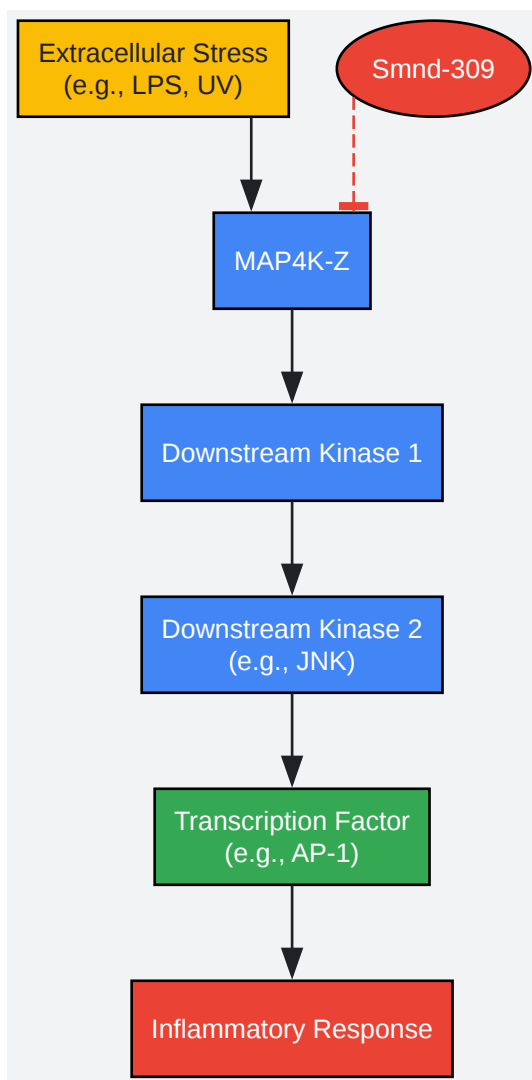 Extracellular Stress
(e.g., LPS, UV)
Smnd-309
MAP4K-Z
Downstream Kinase 1
Downstream Kinase 2
(e.g., JNK)
Transcription Factor
(e.g., AP-1)
Inflammatory Response